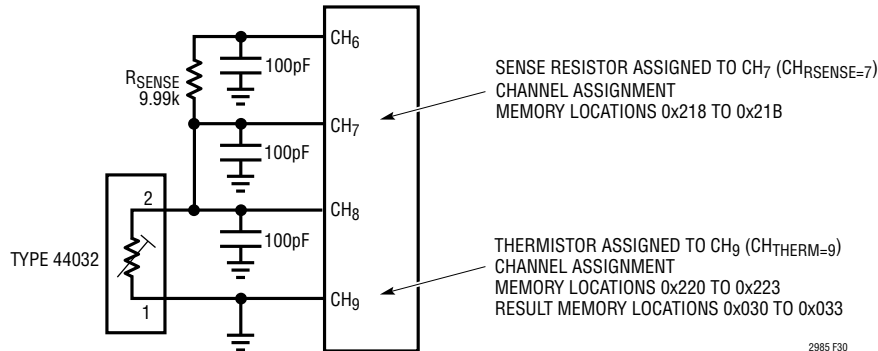 CH6
100pF
RSENSE
9.99k
SENSE RESISTOR ASSIGNED TO CH7 (CHRSENSE=7)
CHANNEL ASSIGNMENT
MEMORY LOCATIONS 0x218 TO 0x21B
CH7
100pF
2
CH8
100pF
TYPE 44032
THERMISTOR ASSIGNED TO CH9 (CHTHERM=9)
CHANNEL ASSIGNMENT
MEMORY LOCATIONS 0x220 TO 0x223
RESULT MEMORY LOCATIONS 0x030 TO 0x033
1
CH9
2985 F30